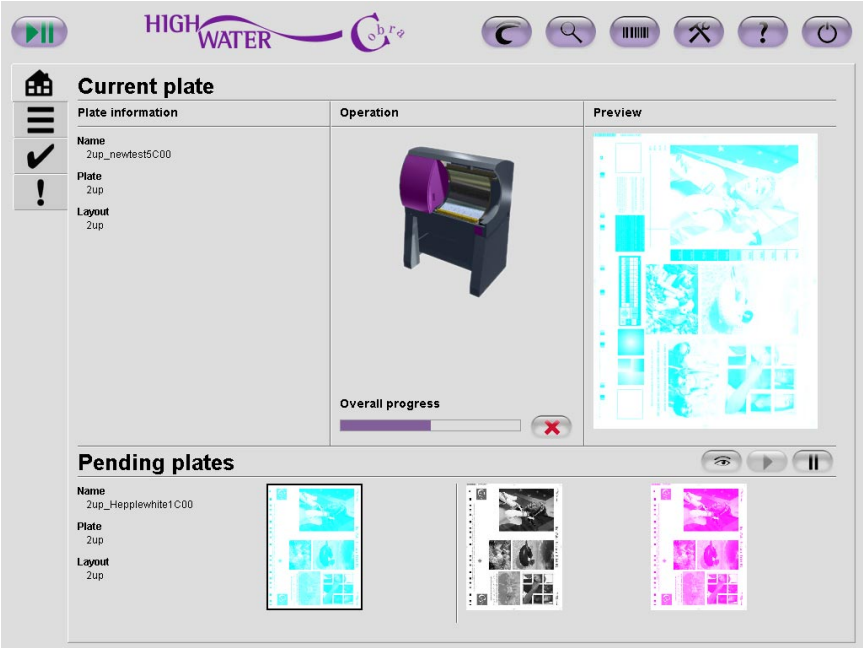 HIGH
WATER
Cobra
?
Current plate
Plate information
Operation
Preview
Name
2up_newtest5C00
Plate
2up
Layout
2up
!
Overall progress
Pending plates
Name
2up_Hepplewhite1C00
Plate
2up
Layout
2up